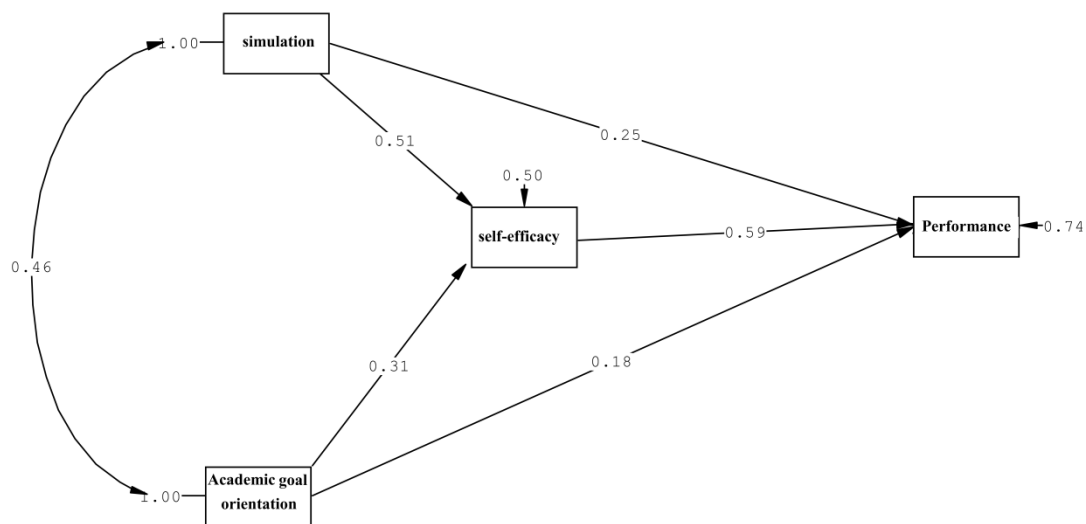 1.00
simulation
0.25
0.51
0.50
self-efficacy
0.59
Performance
0.74
0.46
0.31
0.18
1.00
Academic goal
orientation